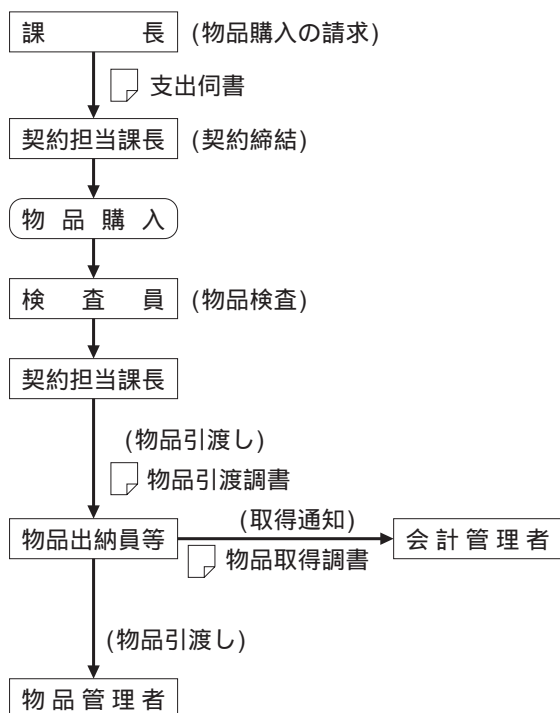 課長 (物品購入の請求)
支出伺書
契約担当課長 (契約締結)
物品購入
検査員 (物品検査)
契約担当課長
(物品引渡し)
物品引渡調書
(取得通知)
物品出納員等 会計管理者
物品取得調書
(物品引渡し)
物品管理者